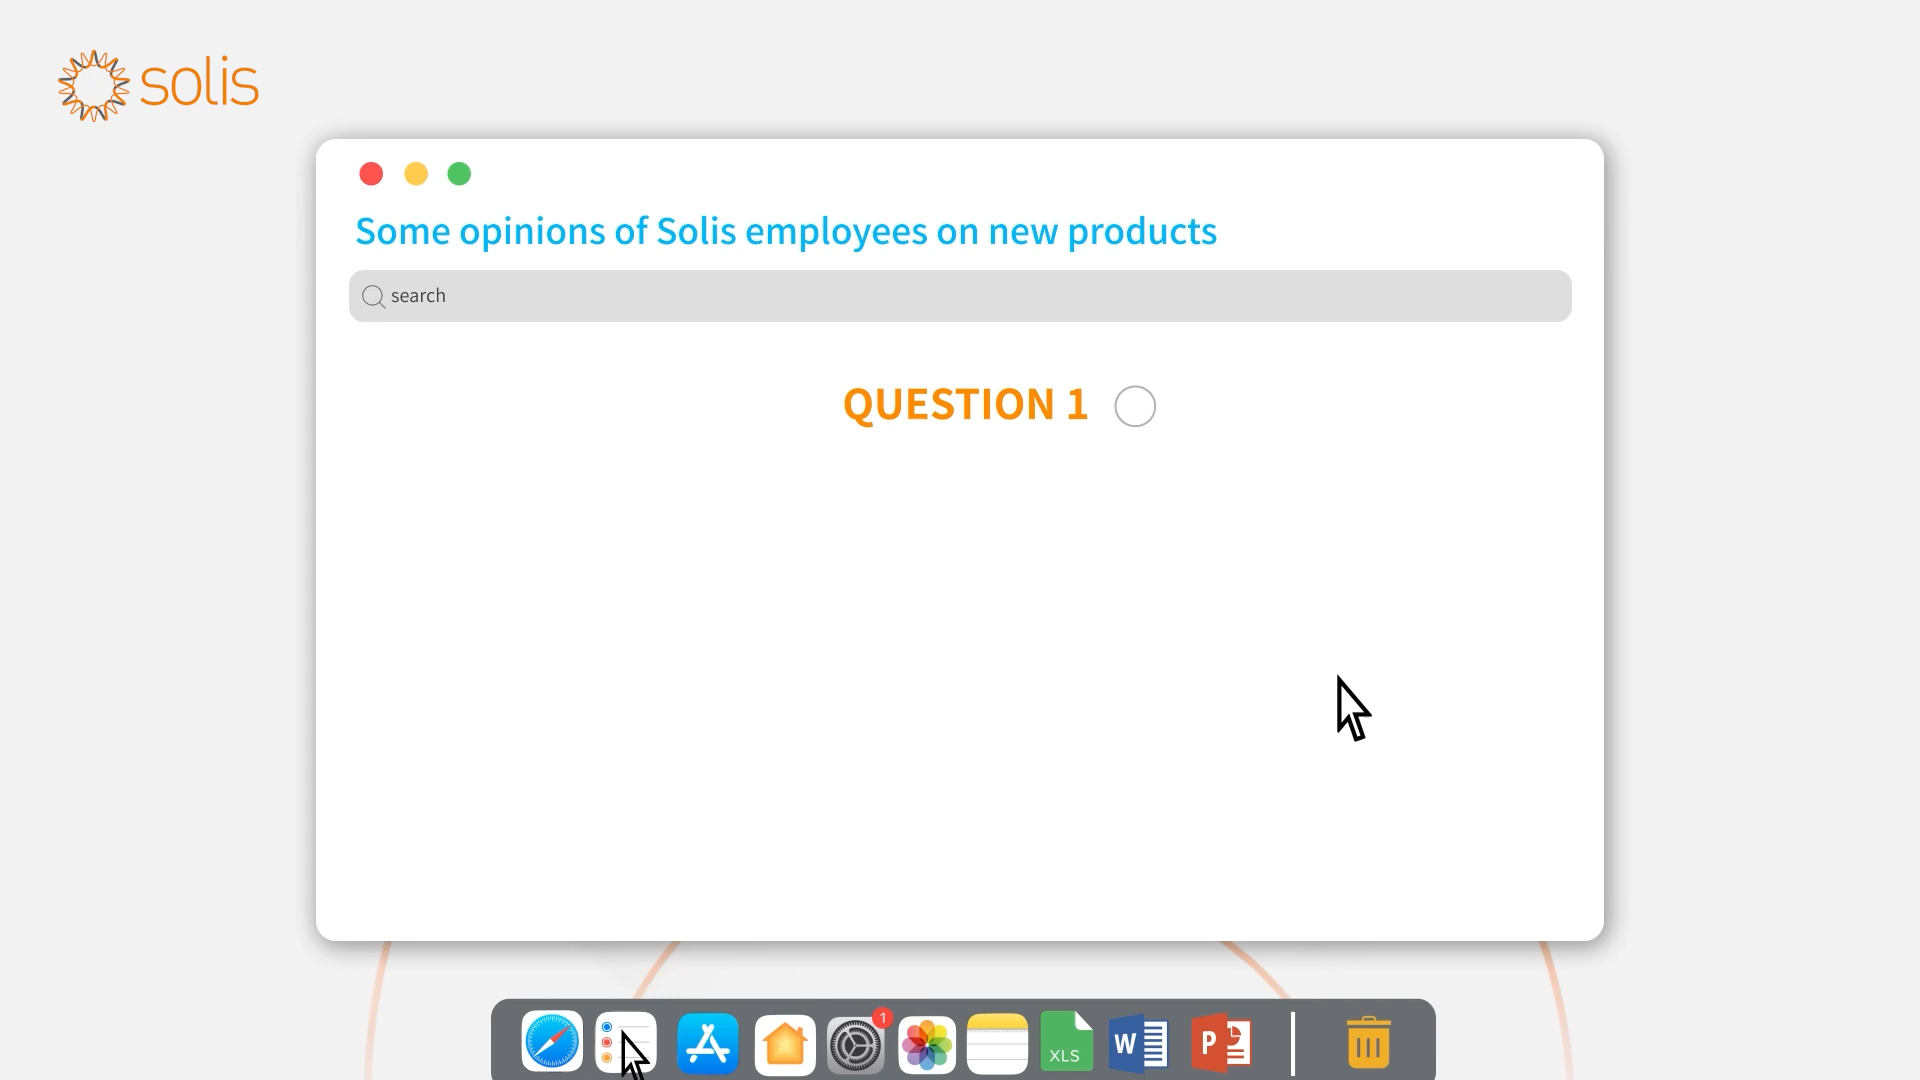 solis
Some opinions of Solis employees on new products
search
QUESTION 1
1
XLS
W
P